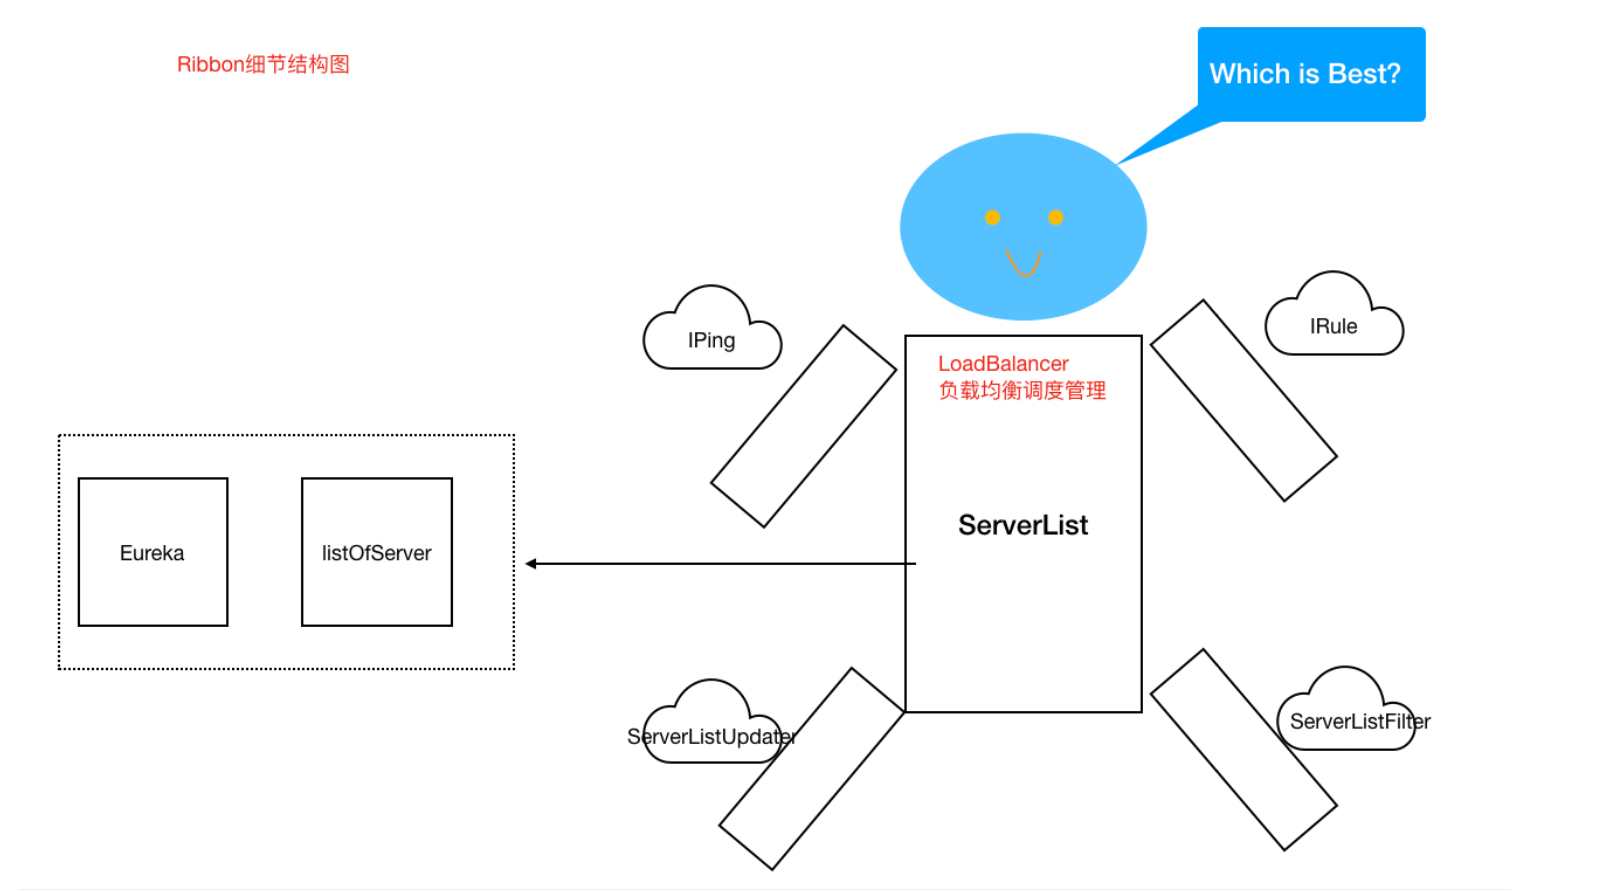 Ribbon细节结构图
Which is Best?
IPing
IRule
LoadBalancer
负载均衡调度管理
ServerList
Eureka
listOfServer
ServerListUpdater
ServerListFilter